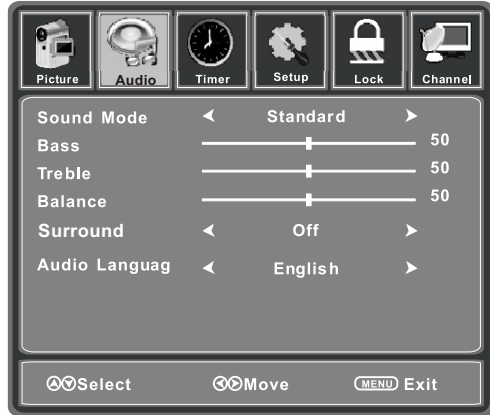 Picture Audio Timer Setup Lock Channel
Sound Mode Standard
Bass 50
Treble 50
Balance 50
Surround Off
Audio Languag English
Select Move MENU Exit